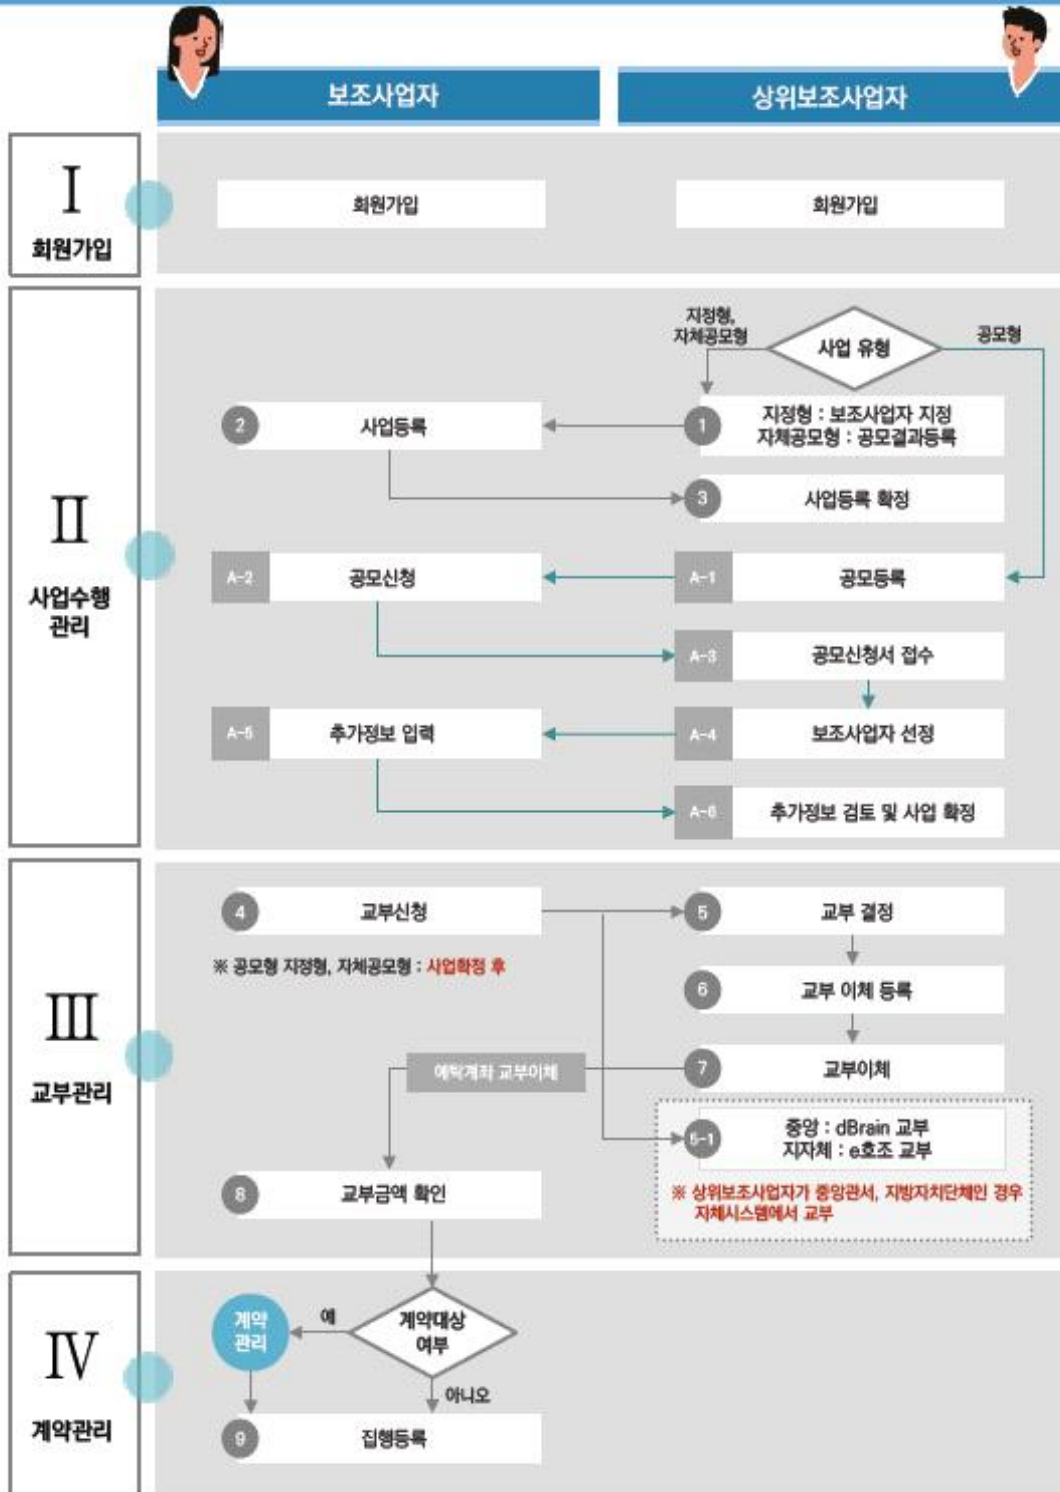 보조사업자
상위보조사업자
Ⅰ
회원가입
회원가입
회원가입
Ⅱ
사업수행
관리
사업 유형
지정형,
자체공모형
공모형
1
지정형 : 보조사업자 지정
자체공모형 : 공모결과등록
2
사업등록
3
사업등록 확정
A-1
공모등록
A-2
공모신청
A-3
공모신청서 접수
A-4
보조사업자 선정
A-5
추가정보 입력
A-6
추가정보 검토 및 사업 확정
Ⅲ
교부관리
4
교부신청
※ 공모형 지정형, 자체공모형 : 사업확정 후
5
교부 결정
6
교부 이체 등록
7
교부이체
예탁계좌 교부이체
5-1
중앙 : dBrain 교부
지자체 : e호조 교부
※ 상위보조사업자가 중앙관서, 지방자치단체인 경우
자체시스템에서 교부
8
교부금액 확인
Ⅳ
계약관리
계약대상
여부
예
계약
관리
아니오
9
집행등록